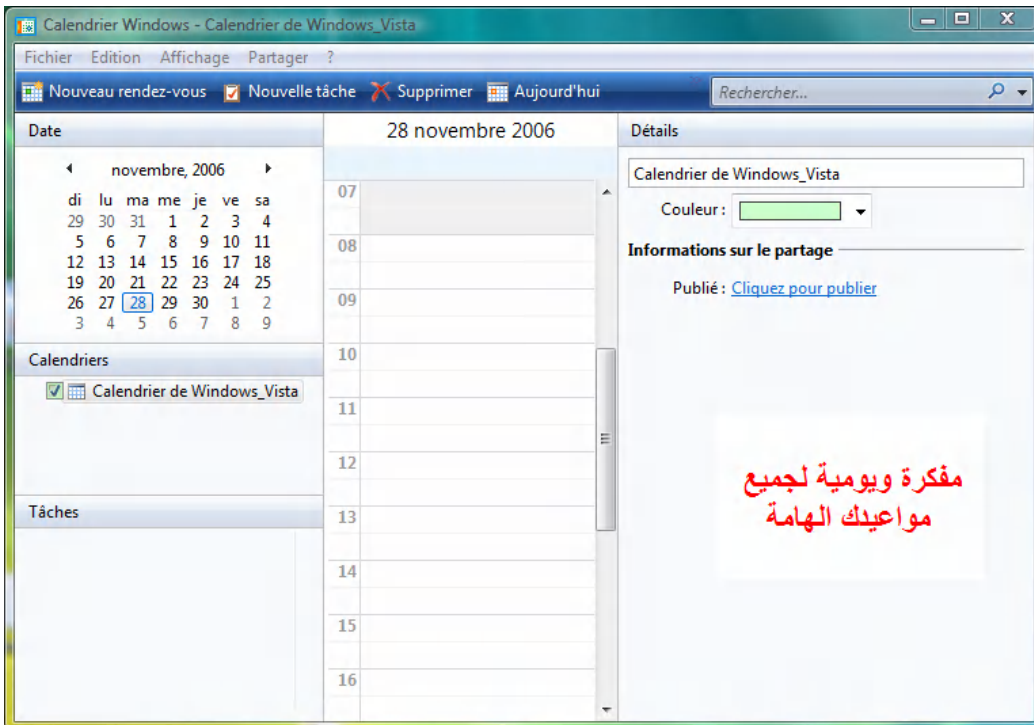 Calendrier Windows - Calendrier de Windows_Vista
Fichier Edition Affichage Partager ?
Nouveau rendez-vous Nouvelle tâche Supprimer Aujourd'hui Rechercher...
Date
novembre, 2006
di lu ma me je ve sa
29 30 31 1 2 3 4
5 6 7 8 9 10 11
12 13 14 15 16 17 18
19 20 21 22 23 24 25
26 27 28 29 30 1 2
3 4 5 6 7 8 9
Calendriers
Calendrier de Windows_Vista
Tâches
28 novembre 2006
07
08
09
10
11
12
13
14
15
16
Détails
Calendrier de Windows_Vista
Couleur :
Informations sur le partage
Publié : Cliquez pour publier
مفكرة ويومية لجميع
مواعيدك الهامة